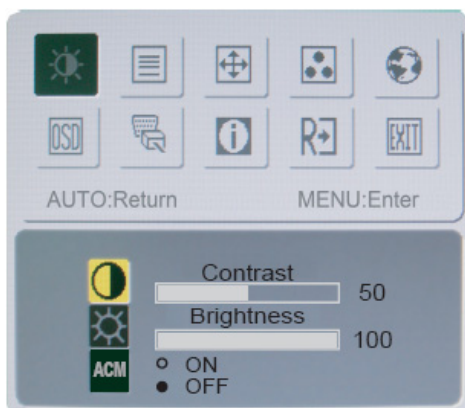 OSD
i
R
EXIT
AUTO:Return MENU:Enter
Contrast
50
Brightness
100
ACM
ON
OFF